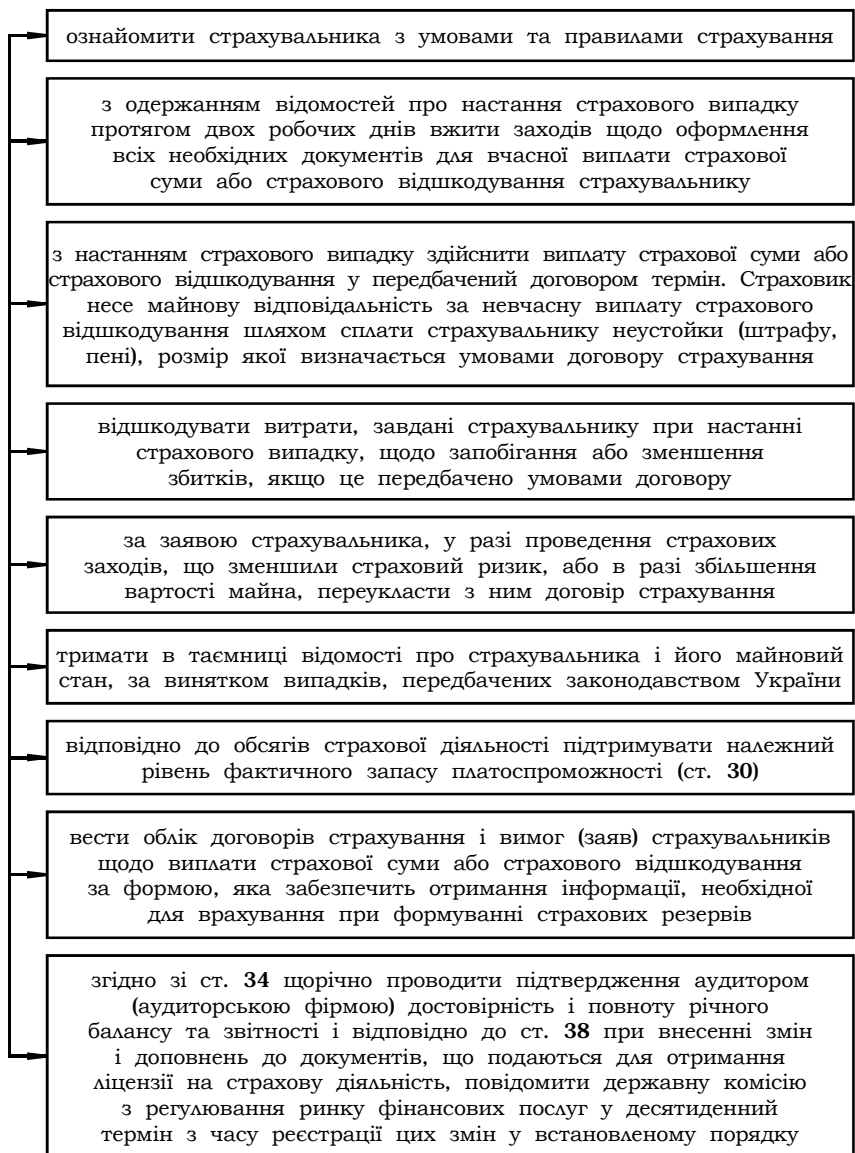 ознайомити страхувальника з умовами та правилами страхування
з одержанням відомостей про настання страхового випадку
протягом двох робочих днів вжити заходів щодо оформлення
всіх необхідних документів для вчасної виплати страхової
суми або страхового відшкодування страхувальнику
з настанням страхового випадку здійснити виплату страхової суми або
страхового відшкодування у передбачений договором термін. Страховик
несе майнову відповідальність за невчасну виплату страхового
відшкодування шляхом сплати страхувальнику неустойки (штрафу,
пені), розмір якої визначається умовами договору страхування
відшкодувати витрати, завдані страхувальнику при настанні
страхового випадку, щодо запобігання або зменшення
збитків, якщо це передбачено умовами договору
за заявою страхувальника, у разі проведення страхових
заходів, що зменшили страховий ризик, або в разі збільшення
вартості майна, переукласти з ним договір страхування
тримати в таємниці відомості про страхувальника і його майновий
стан, за винятком випадків, передбачених законодавством України
відповідно до обсягів страхової діяльності підтримувати належний
рівень фактичного запасу платоспроможності (ст. 30)
вести облік договорів страхування і вимог (заяв) страхувальників
щодо виплати страхової суми або страхового відшкодування
за формою, яка забезпечить отримання інформації, необхідної
для врахування при формуванні страхових резервів
згідно зі ст. 34 щорічно проводити підтвердження аудитором
(аудиторською фірмою) достовірність і повноту річного
балансу та звітності і відповідно до ст. 38 при внесенні змін
і доповнень до документів, що подаються для отримання
ліцензії на страхову діяльність, повідомити державну комісію
з регулювання ринку фінансових послуг у десятиденний
термін з часу реєстрації цих змін у встановленому порядку